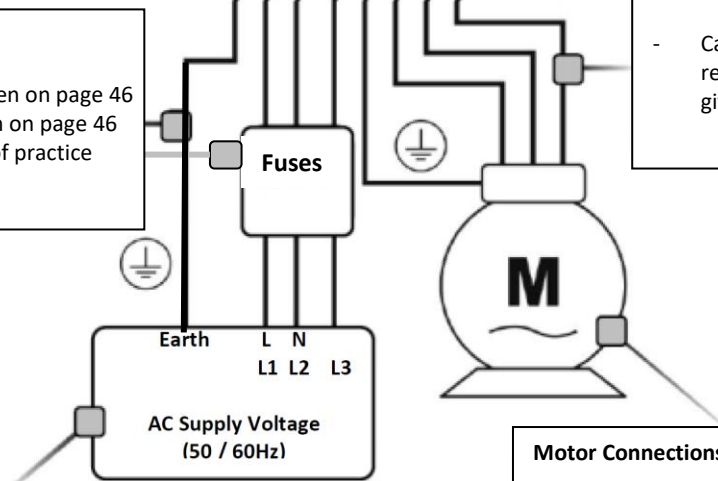 en on page 46
n on page 46
of practice
- Ca
re
gi
Fuses
M
Earth L N
L1 L2 L3
AC Supply Voltage
(50 / 60Hz)
Motor Connections